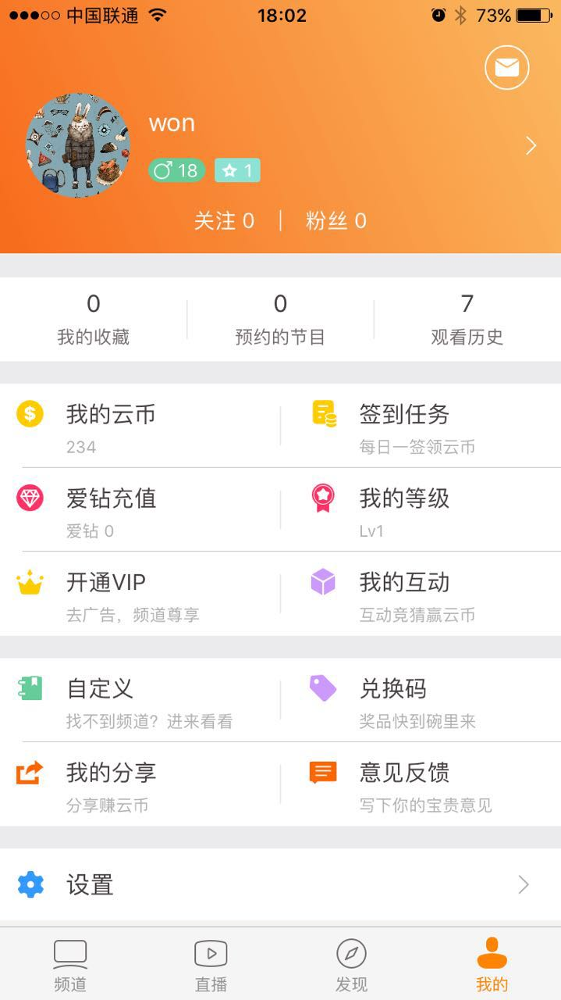 中国联通 18:02 73%
won
18 1
关注 0 | 粉丝 0
0 0 7
我的收藏 预约的节目 观看历史
我的云币 签到任务
234 每日一签领云币
爱钻充值 我的等级
爱钻 0 Lv1
开通VIP 我的互动
去广告，频道尊享 互动竞猜赢云币
自定义 兑换码
找不到频道？进来看看 奖品快到碗里来
我的分享 意见反馈
分享赚云币 写下你的宝贵意见
设置
频道 直播 发现 我的